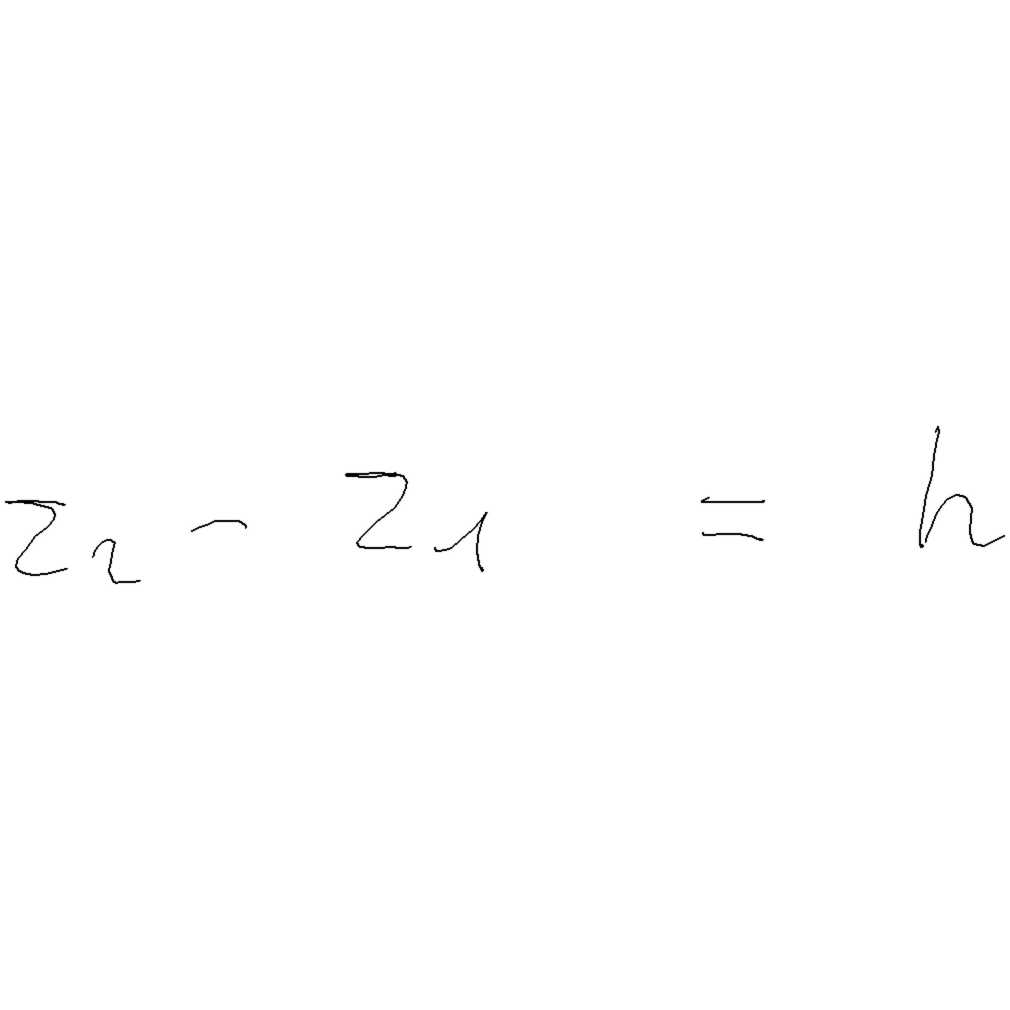 z₂ - z₁ = h